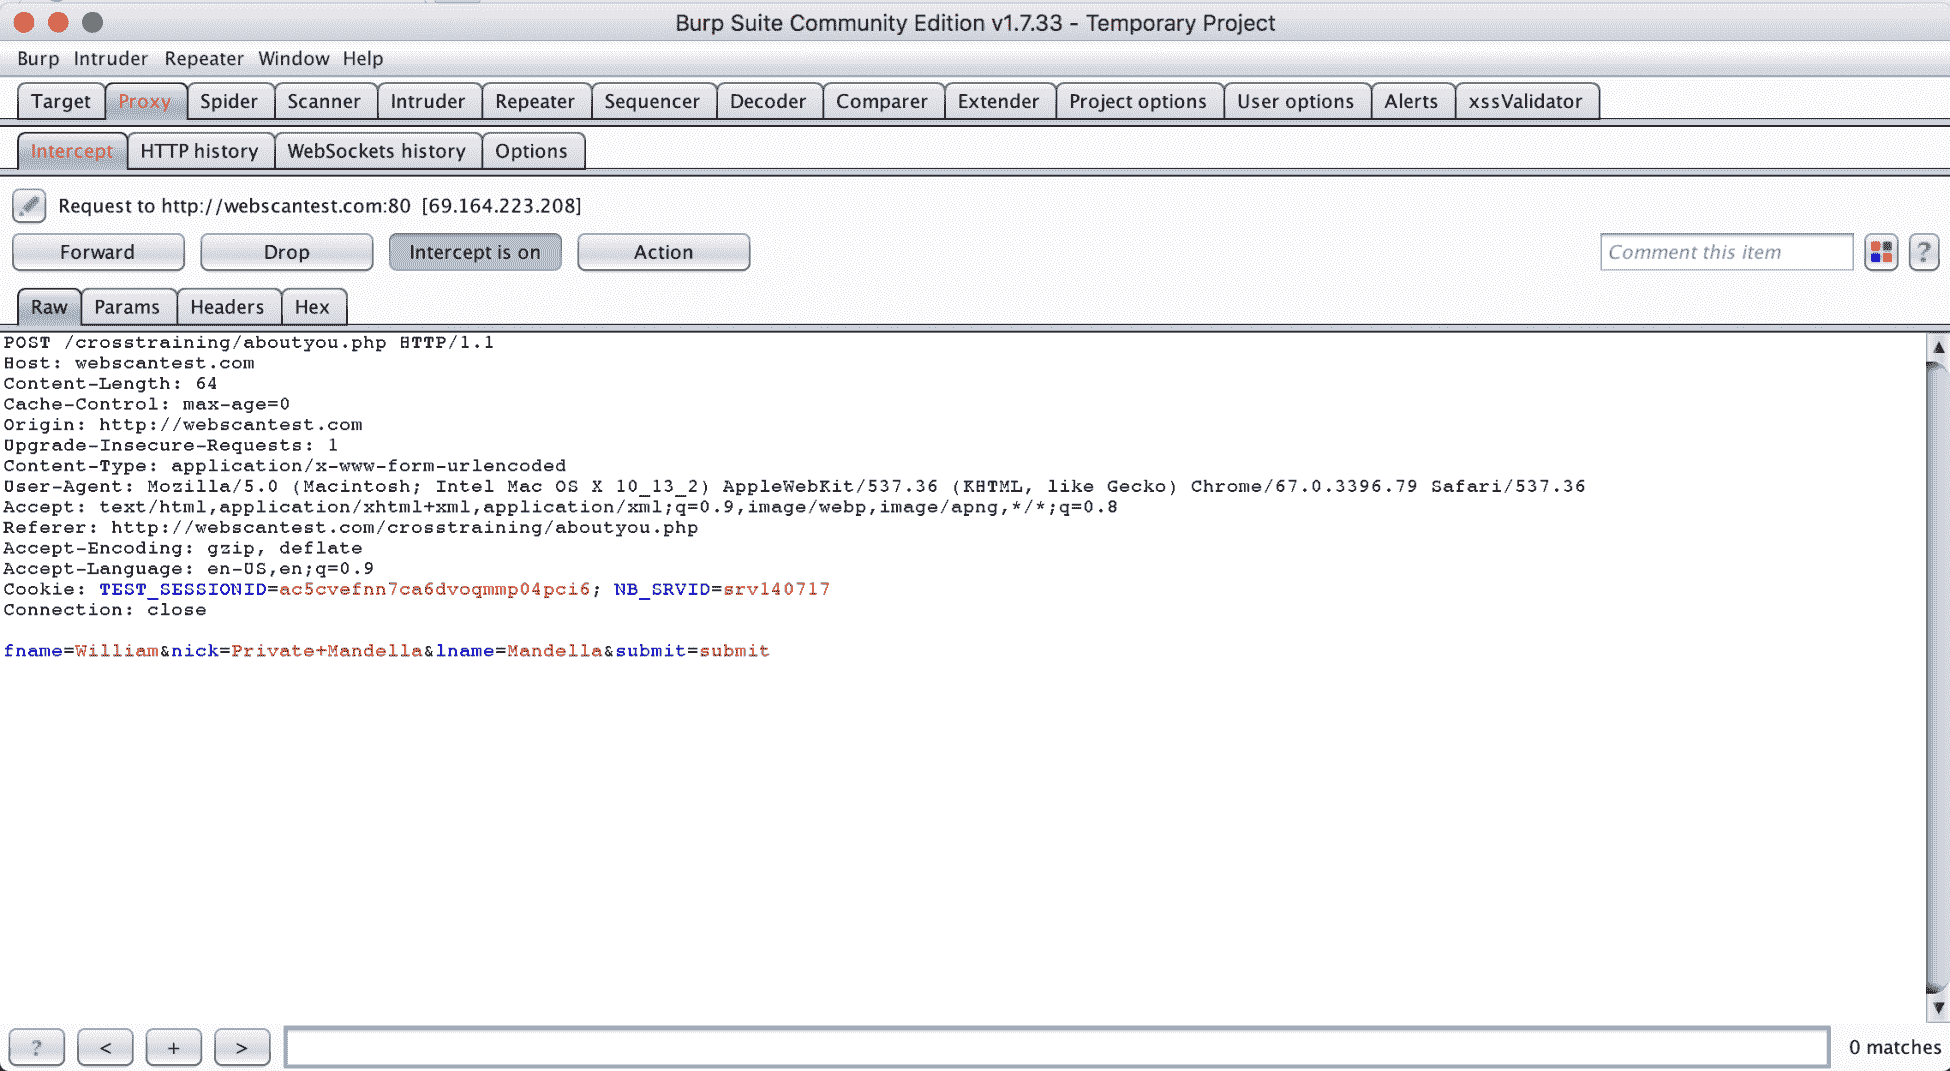 Burp Suite Community Edition v1.7.33 - Temporary Project
Burp Intruder Repeater Window Help
Target Proxy Spider Scanner Intruder Repeater Sequencer Decoder Comparer Extender Project options User options Alerts xssValidator
Intercept HTTP history WebSockets history Options
Request to http://webscantest.com:80 [69.164.223.208]
Forward Drop Intercept is on Action Comment this item ?
Raw Params Headers Hex
POST /crosstraining/aboutyou.php HTTP/1.1
Host: webscantest.com
Content-Length: 64
Cache-Control: max-age=0
Origin: http://webscantest.com
Upgrade-Insecure-Requests: 1
Content-Type: application/x-www-form-urlencoded
User-Agent: Mozilla/5.0 (Macintosh; Intel Mac OS X 10_13_2) AppleWebKit/537.36 (KHTML, like Gecko) Chrome/67.0.3396.79 Safari/537.36
Accept: text/html,application/xhtml+xml,application/xml;q=0.9,image/webp,image/apng,*/*;q=0.8
Referer: http://webscantest.com/crosstraining/aboutyou.php
Accept-Encoding: gzip, deflate
Accept-Language: en-US,en;q=0.9
Cookie: TEST_SESSIONID=ac5cvefnn7ca6dvoqmmp04pci6; NB_SRVID=srv140717
Connection: close
fname=William&nick=Private+Mandella&lname=Mandella&submit=submit
? < + > 0 matches